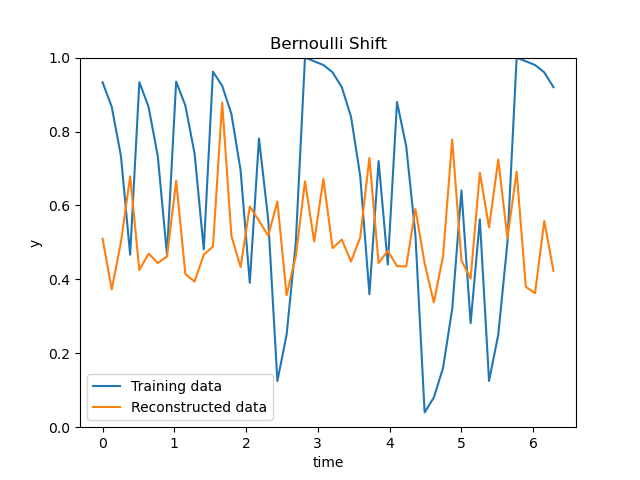 Bernoulli Shift
1.0
0.8
0.6
0.4
0.2
0.0
y
Training data
Reconstructed data
0 1 2 3 4 5 6
time